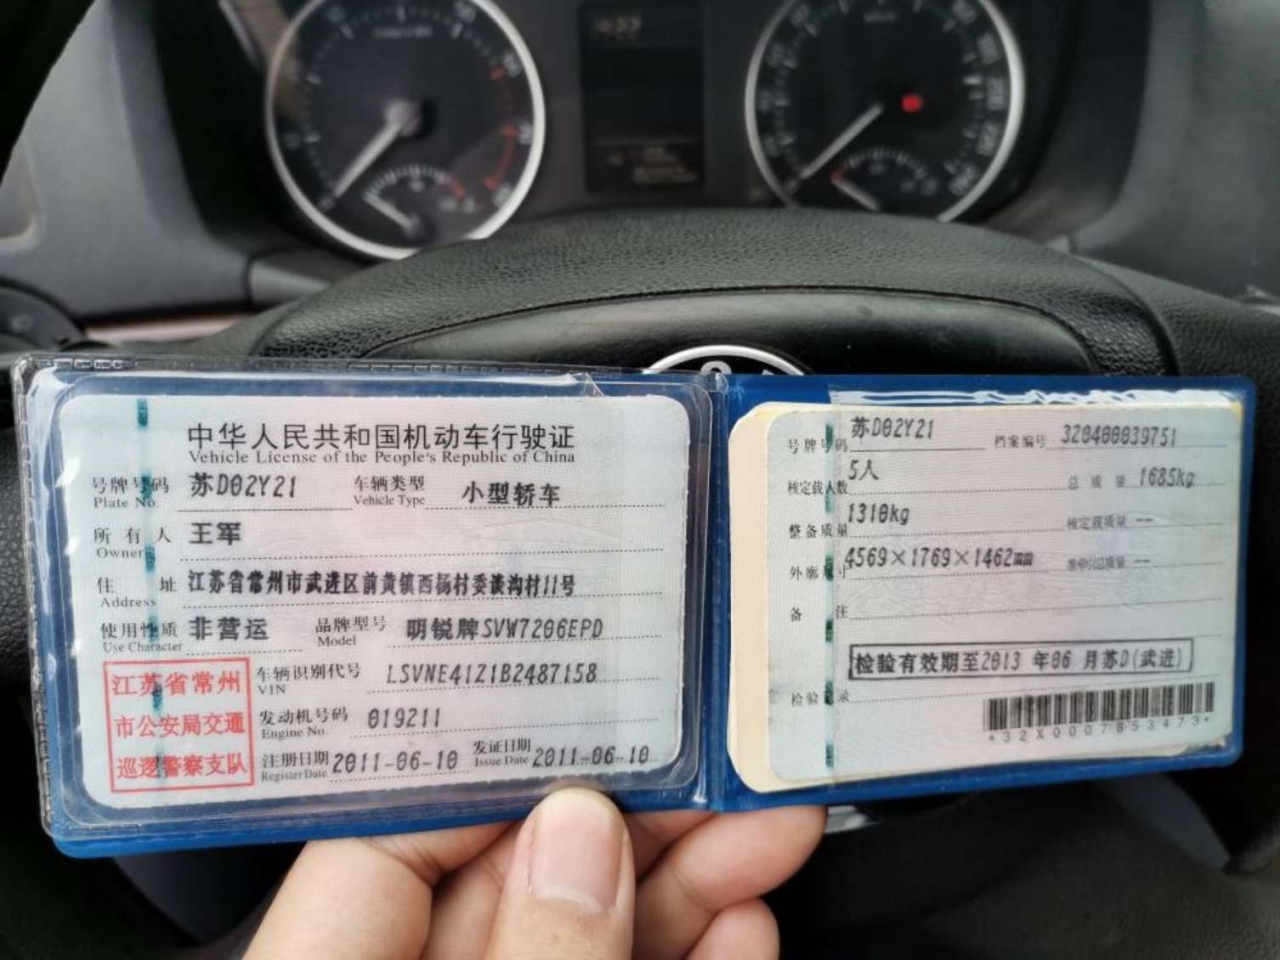 中华人民共和国机动车行驶证
Vehicle License of the People's Republic of China
号牌号码 苏D02Y21 车辆类型 小型轿车
Plate No. Vehicle Type
所有人 王军
Owner
住址 江苏省常州市武进区前黄镇西杨村委谈沟村11号
Address
使用性质 非营运 品牌型号 明锐牌SVW7206EPD
Use Character Model
江苏省常州
市公安局交通
巡逻警察支队
车辆识别代号 LSVNE41Z1B2487158
VIN
发动机号码 019211
Engine No.
注册日期 2011-06-10 发证日期 2011-06-10
Register Date Issue Date
号牌号码 苏D02Y21 档案编号 320400039751
核定载人数 5人 总质量 1685kg
整备质量 1310kg 核定载质量 --
外廓尺寸 4569×1769×1462mm 准牵引总质量 --
备注
检验有效期至2013 年06 月苏D(武进)
检验记录
*32X0007853473*